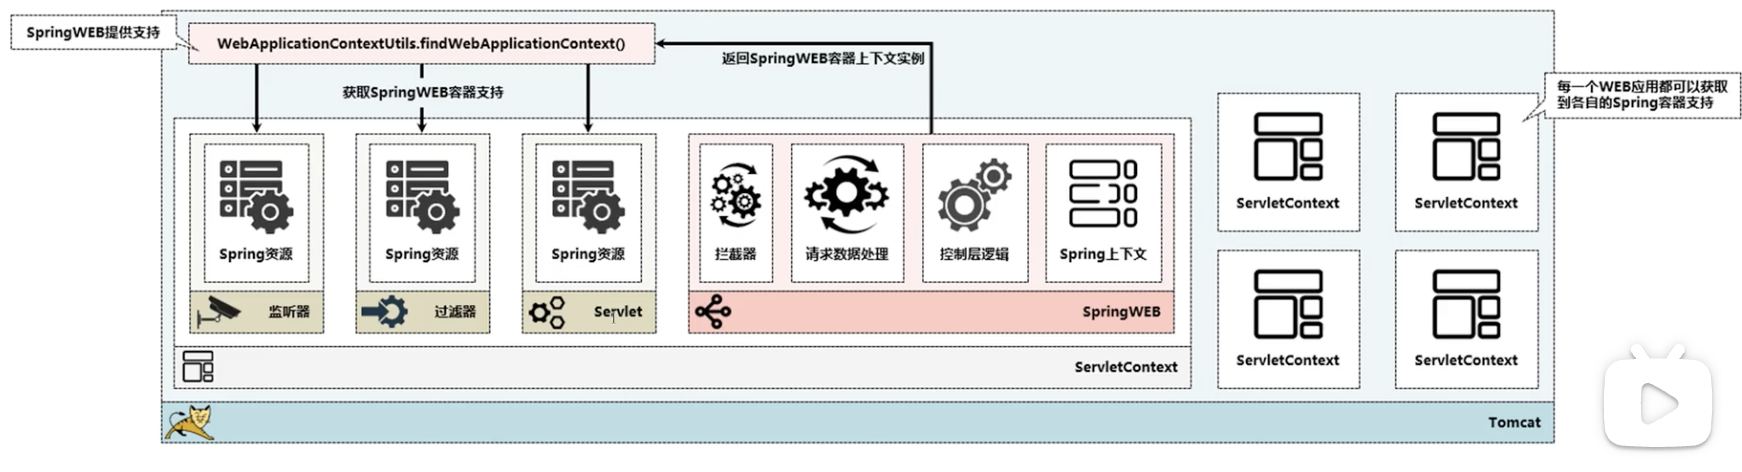 SpringWEB提供支持
WebApplicationContextUtils.findWebApplicationContext()
返回SpringWEB容器上下文实例
获取SpringWEB容器支持
每一个WEB应用都可以获取
到各自的Spring容器支持
Spring资源
Spring资源
Spring资源
拦截器
请求数据处理
控制层逻辑
Spring上下文
监听器
过滤器
Servlet
SpringWEB
ServletContext
ServletContext
ServletContext
ServletContext
ServletContext
Tomcat